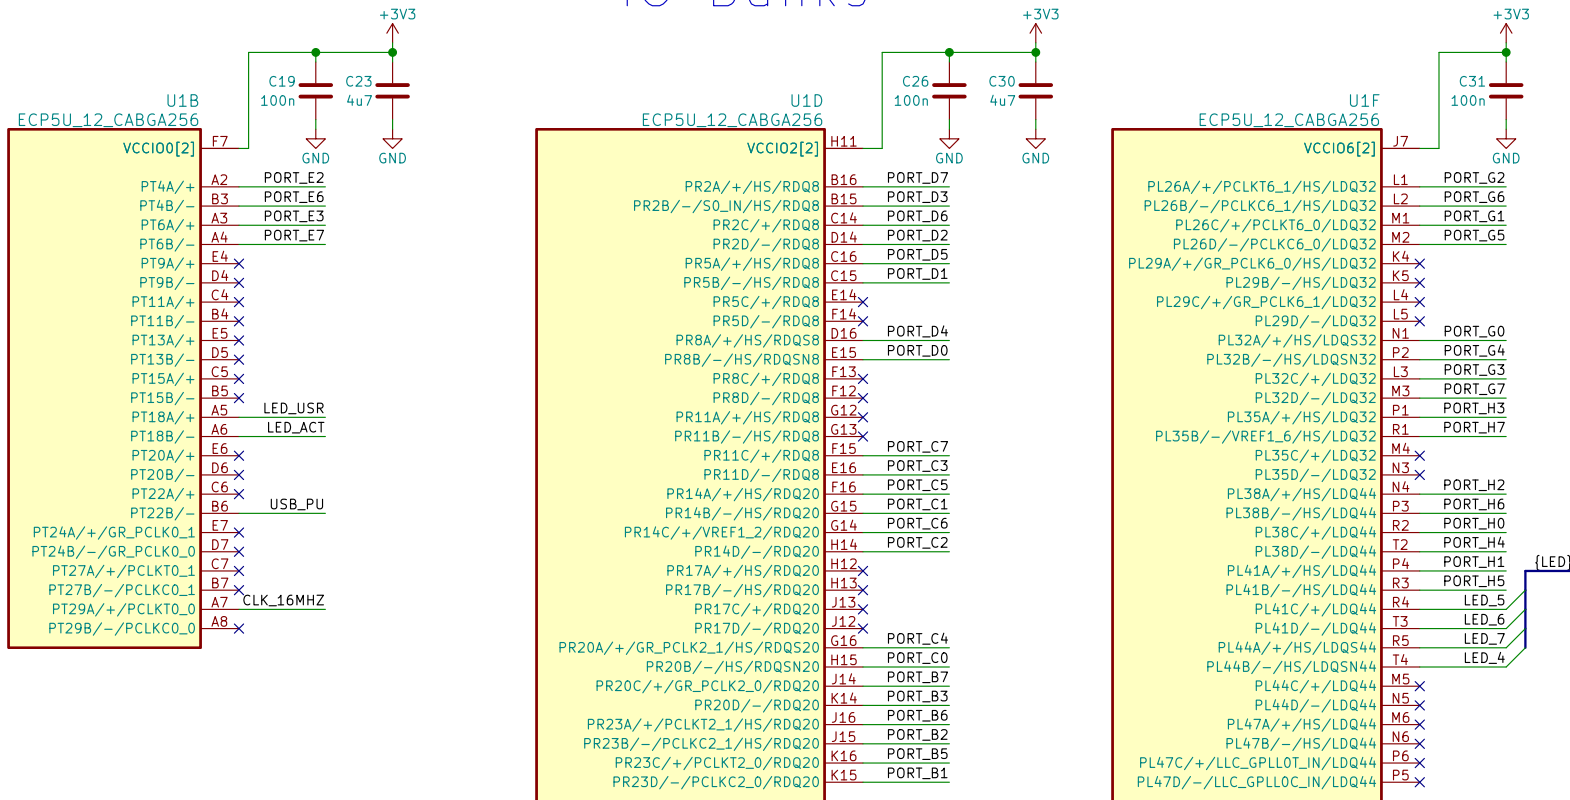 IO Banks
+3V3
C19
100n
C23
4u7
GND
GND
U1B
ECP5U_12_CABGA256
VCCIO0[2] F7
PT4A/+ A2 PORT_E2
PT4B/- B3 PORT_E6
PT6A/+ A3 PORT_E3
PT6B/- A4 PORT_E7
PT9A/+ E4
PT9B/- D4
PT11A/+ C4
PT11B/- B4
PT13A/+ E5
PT13B/- D5
PT15A/+ C5
PT15B/- B5
PT18A/+ A5 LED_USR
PT18B/- A6 LED_ACT
PT20A/+ E6
PT20B/- D6
PT22A/+ C6
PT22B/- B6 USB_PU
PT24A/+/GR_PCLK0_1 E7
PT24B/-/GR_PCLK0_0 D7
PT27A/+/PCLKT0_1 C7
PT27B/-/PCLKC0_1 B7
PT29A/+/PCLKT0_0 A7 CLK_16MHZ
PT29B/-/PCLKC0_0 A8
+3V3
C26
100n
C30
4u7
GND
GND
U1D
ECP5U_12_CABGA256
VCCIO2[2] H11
PR2A/+/HS/RDQ8 B16 PORT_D7
PR2B/-/S0_IN/HS/RDQ8 B15 PORT_D3
PR2C/+/RDQ8 C14 PORT_D6
PR2D/-/RDQ8 D14 PORT_D2
PR5A/+/HS/RDQ8 C16 PORT_D5
PR5B/-/HS/RDQ8 C15 PORT_D1
PR5C/+/RDQ8 E14
PR5D/-/RDQ8 F14
PR8A/+/HS/RDQS8 D16 PORT_D4
PR8B/-/HS/RDQSN8 E15 PORT_D0
PR8C/+/RDQ8 F13
PR8D/-/RDQ8 F12
PR11A/+/HS/RDQ8 G12
PR11B/-/HS/RDQ8 G13
PR11C/+/RDQ8 F15 PORT_C7
PR11D/-/RDQ8 E16 PORT_C3
PR14A/+/HS/RDQ20 F16 PORT_C5
PR14B/-/HS/RDQ20 G15 PORT_C1
PR14C/+/VREF1_2/RDQ20 G14 PORT_C6
PR14D/-/RDQ20 H14 PORT_C2
PR17A/+/HS/RDQ20 H12
PR17B/-/HS/RDQ20 H13
PR17C/+/RDQ20 J13
PR17D/-/RDQ20 J12
PR20A/+/GR_PCLK2_1/HS/RDQS20 G16 PORT_C4
PR20B/-/HS/RDQSN20 H15 PORT_C0
PR20C/+/GR_PCLK2_0/RDQ20 J14 PORT_B7
PR20D/-/RDQ20 K14 PORT_B3
PR23A/+/PCLKT2_1/HS/RDQ20 J16 PORT_B6
PR23B/-/PCLKC2_1/HS/RDQ20 J15 PORT_B2
PR23C/+/PCLKT2_0/RDQ20 K16 PORT_B5
PR23D/-/PCLKC2_0/RDQ20 K15 PORT_B1
+3V3
C31
100n
GND
U1F
ECP5U_12_CABGA256
VCCIO6[2] J7
PL26A/+/PCLKT6_1/HS/LDQ32 L1 PORT_G2
PL26B/-/PCLKC6_1/HS/LDQ32 L2 PORT_G6
PL26C/+/PCLKT6_0/LDQ32 M1 PORT_G1
PL26D/-/PCLKC6_0/LDQ32 M2 PORT_G5
PL29A/+/GR_PCLK6_0/HS/LDQ32 K4
PL29B/-/HS/LDQ32 K5
PL29C/+/GR_PCLK6_1/LDQ32 L4
PL29D/-/LDQ32 L5
PL32A/+/HS/LDQS32 N1 PORT_G0
PL32B/-/HS/LDQSN32 P2 PORT_G4
PL32C/+/LDQ32 L3 PORT_G3
PL32D/-/LDQ32 M3 PORT_G7
PL35A/+/HS/LDQ32 P1 PORT_H3
PL35B/-/VREF1_6/HS/LDQ32 R1 PORT_H7
PL35C/+/LDQ32 M4
PL35D/-/LDQ32 N3
PL38A/+/HS/LDQ44 N4 PORT_H2
PL38B/-/HS/LDQ44 P3 PORT_H6
PL38C/+/LDQ44 R2 PORT_H0
PL38D/-/LDQ44 T2 PORT_H4
PL41A/+/HS/LDQ44 P4 PORT_H1
PL41B/-/HS/LDQ44 R3 PORT_H5
PL41C/+/LDQ44 R4 LED_5
PL41D/-/LDQ44 T3 LED_6
PL44A/+/HS/LDQS44 R5 LED_7
PL44B/-/HS/LDQSN44 T4 LED_4
PL44C/+/LDQ44 M5
PL44D/-/LDQ44 N5
PL47A/+/HS/LDQ44 M6
PL47B/-/HS/LDQ44 N6
PL47C/+/LLC_GPLL0T_IN/LDQ44 P6
PL47D/-/LLC_GPLL0C_IN/LDQ44 P5
{LED}